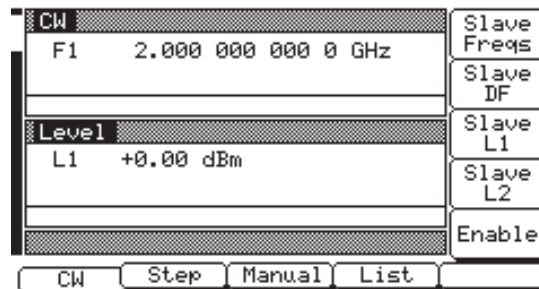 CW
F1 2.000 000 000 0 GHz
Level
L1 +0.00 dBm
Slave
Freqs
Slave
DF
Slave
L1
Slave
L2
Enable
CW Step Manual List